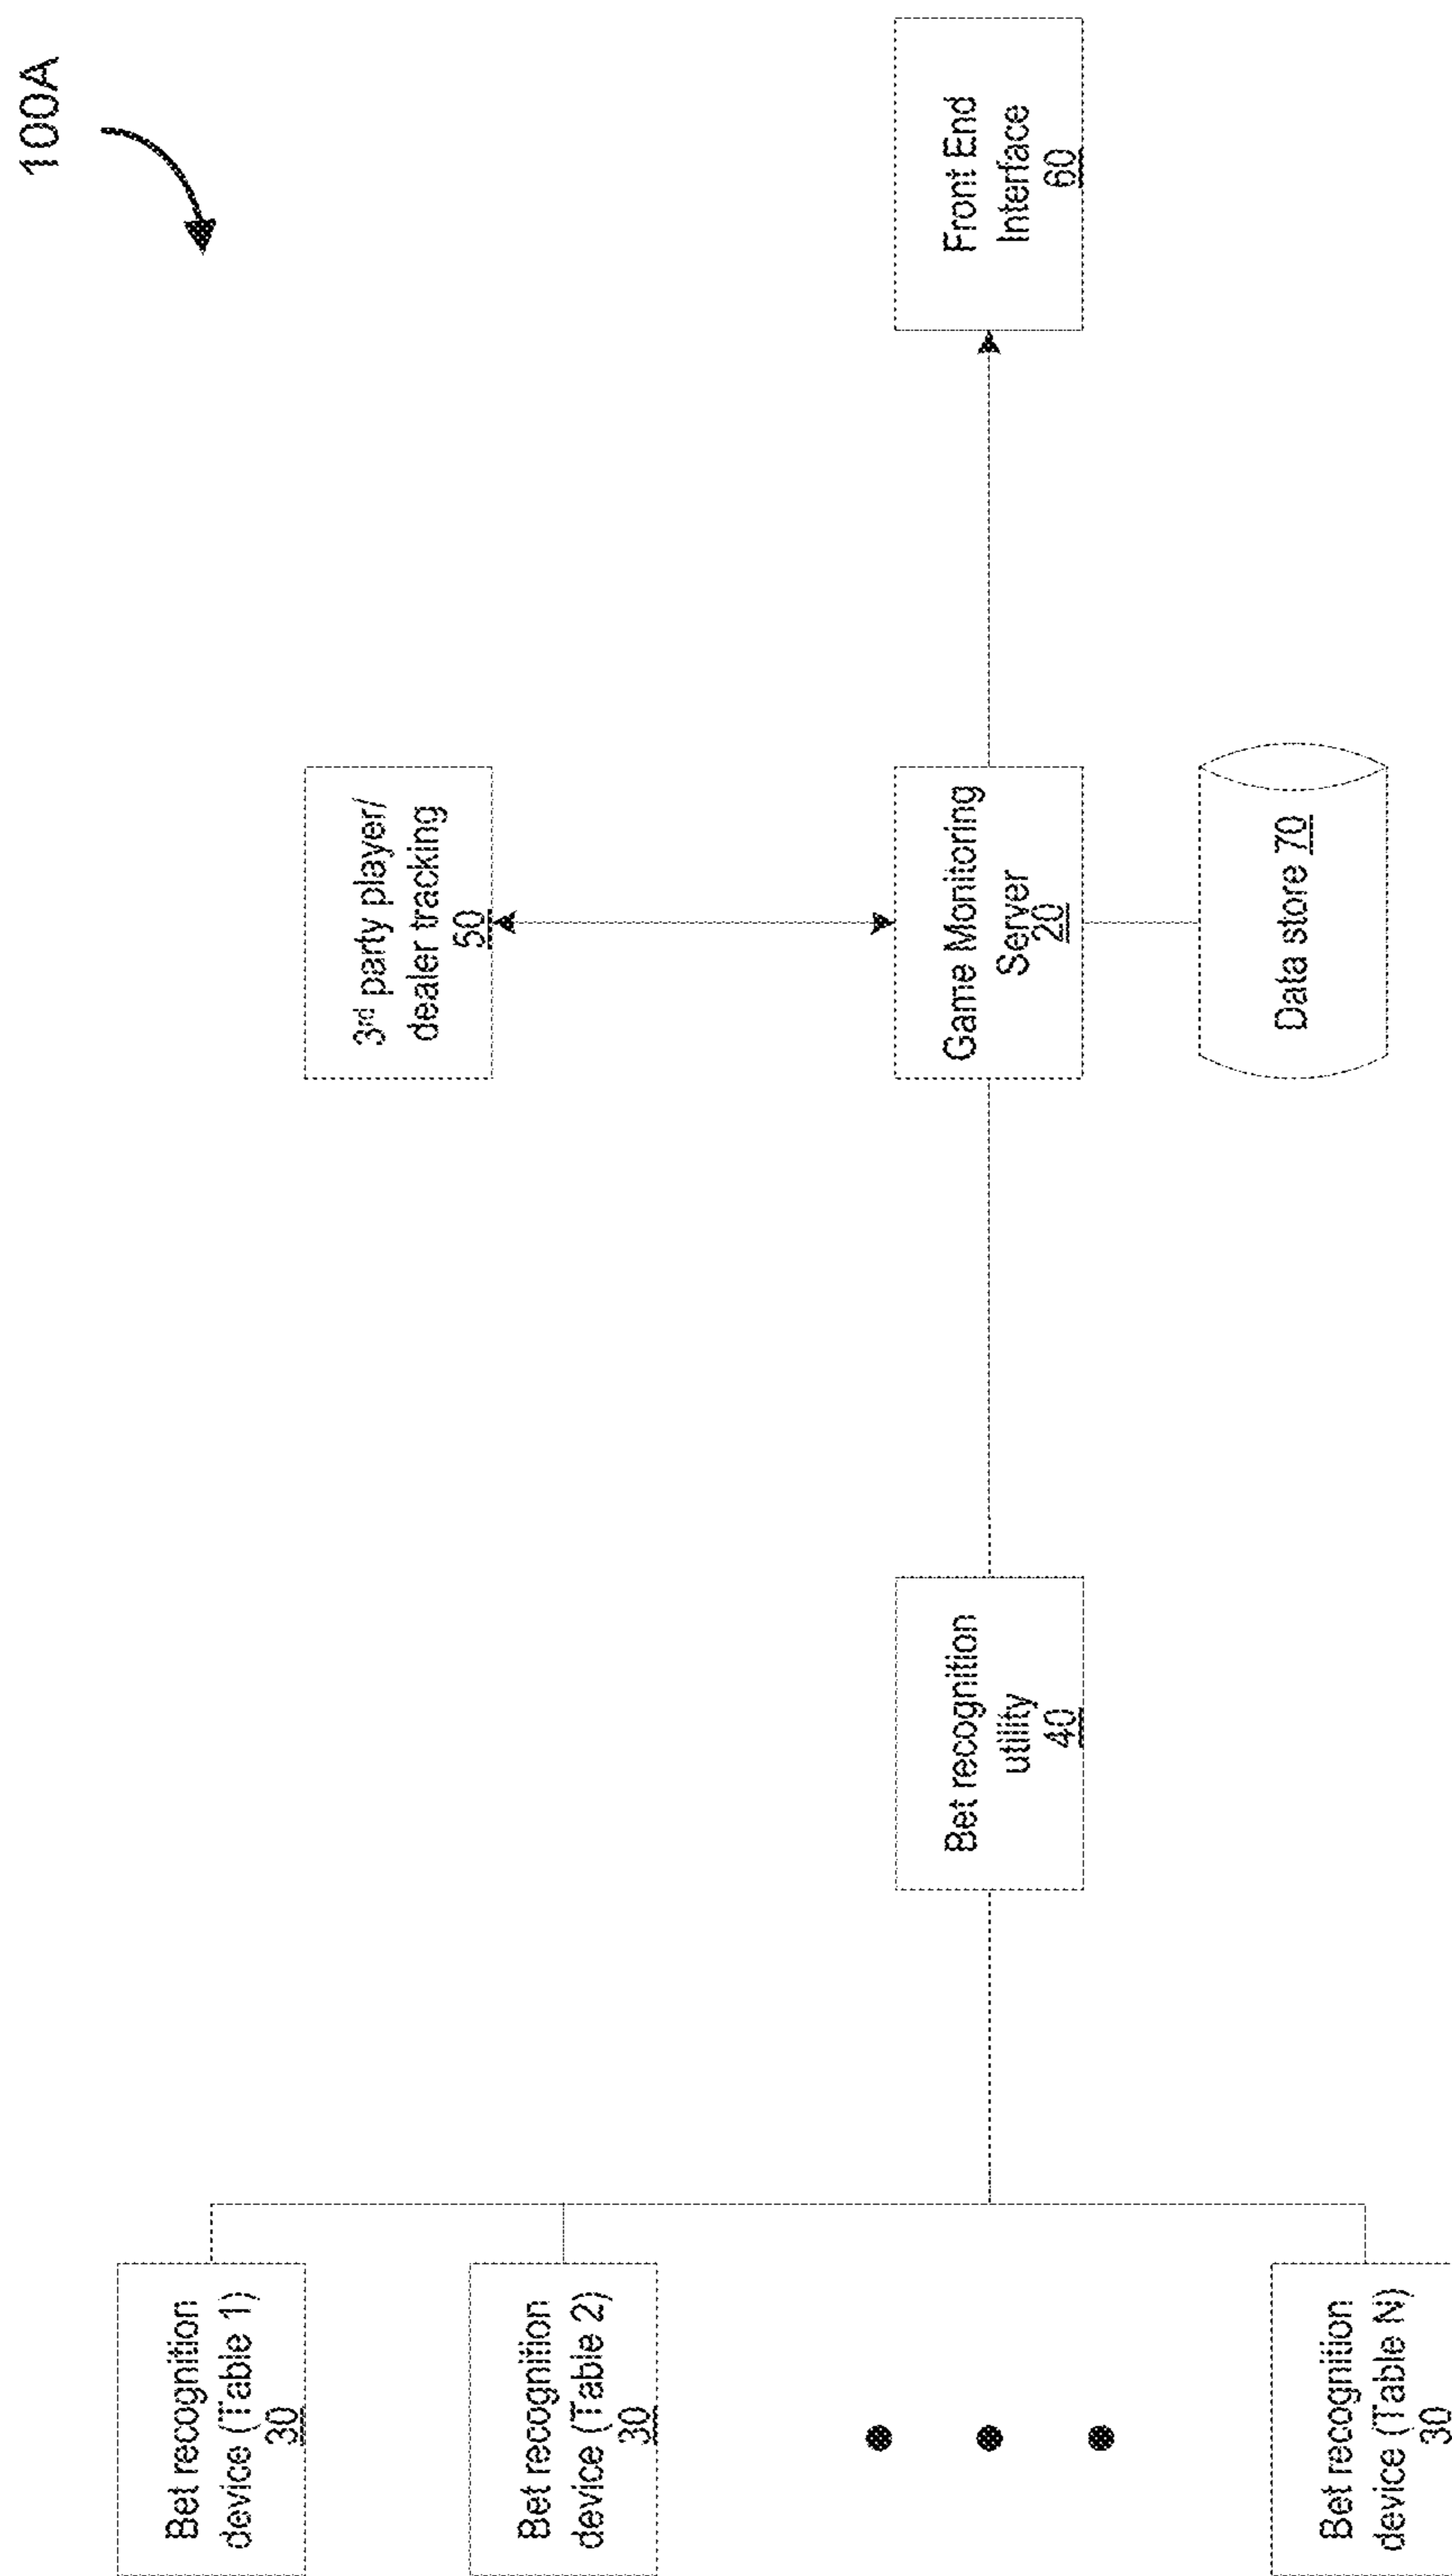 100A
Bet recognition
device (Table 1)
30
Bet recognition
device (Table 2)
30
Bet recognition
device (Table N)
30
Bet recognition
utility
40
3rd party player/
dealer tracking
50
Game Monitoring
Server
20
Data store 70
Front End
Interface
60